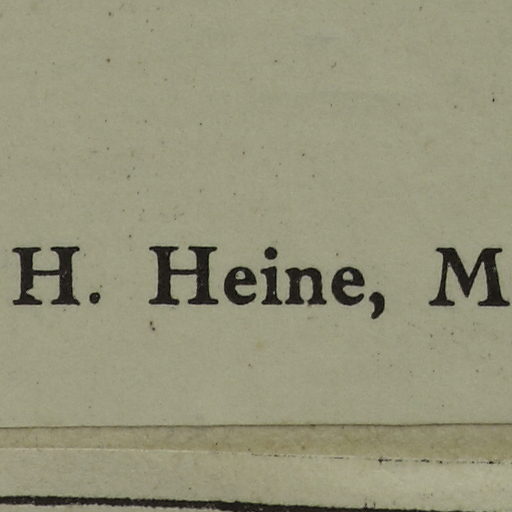 H. Heine, M